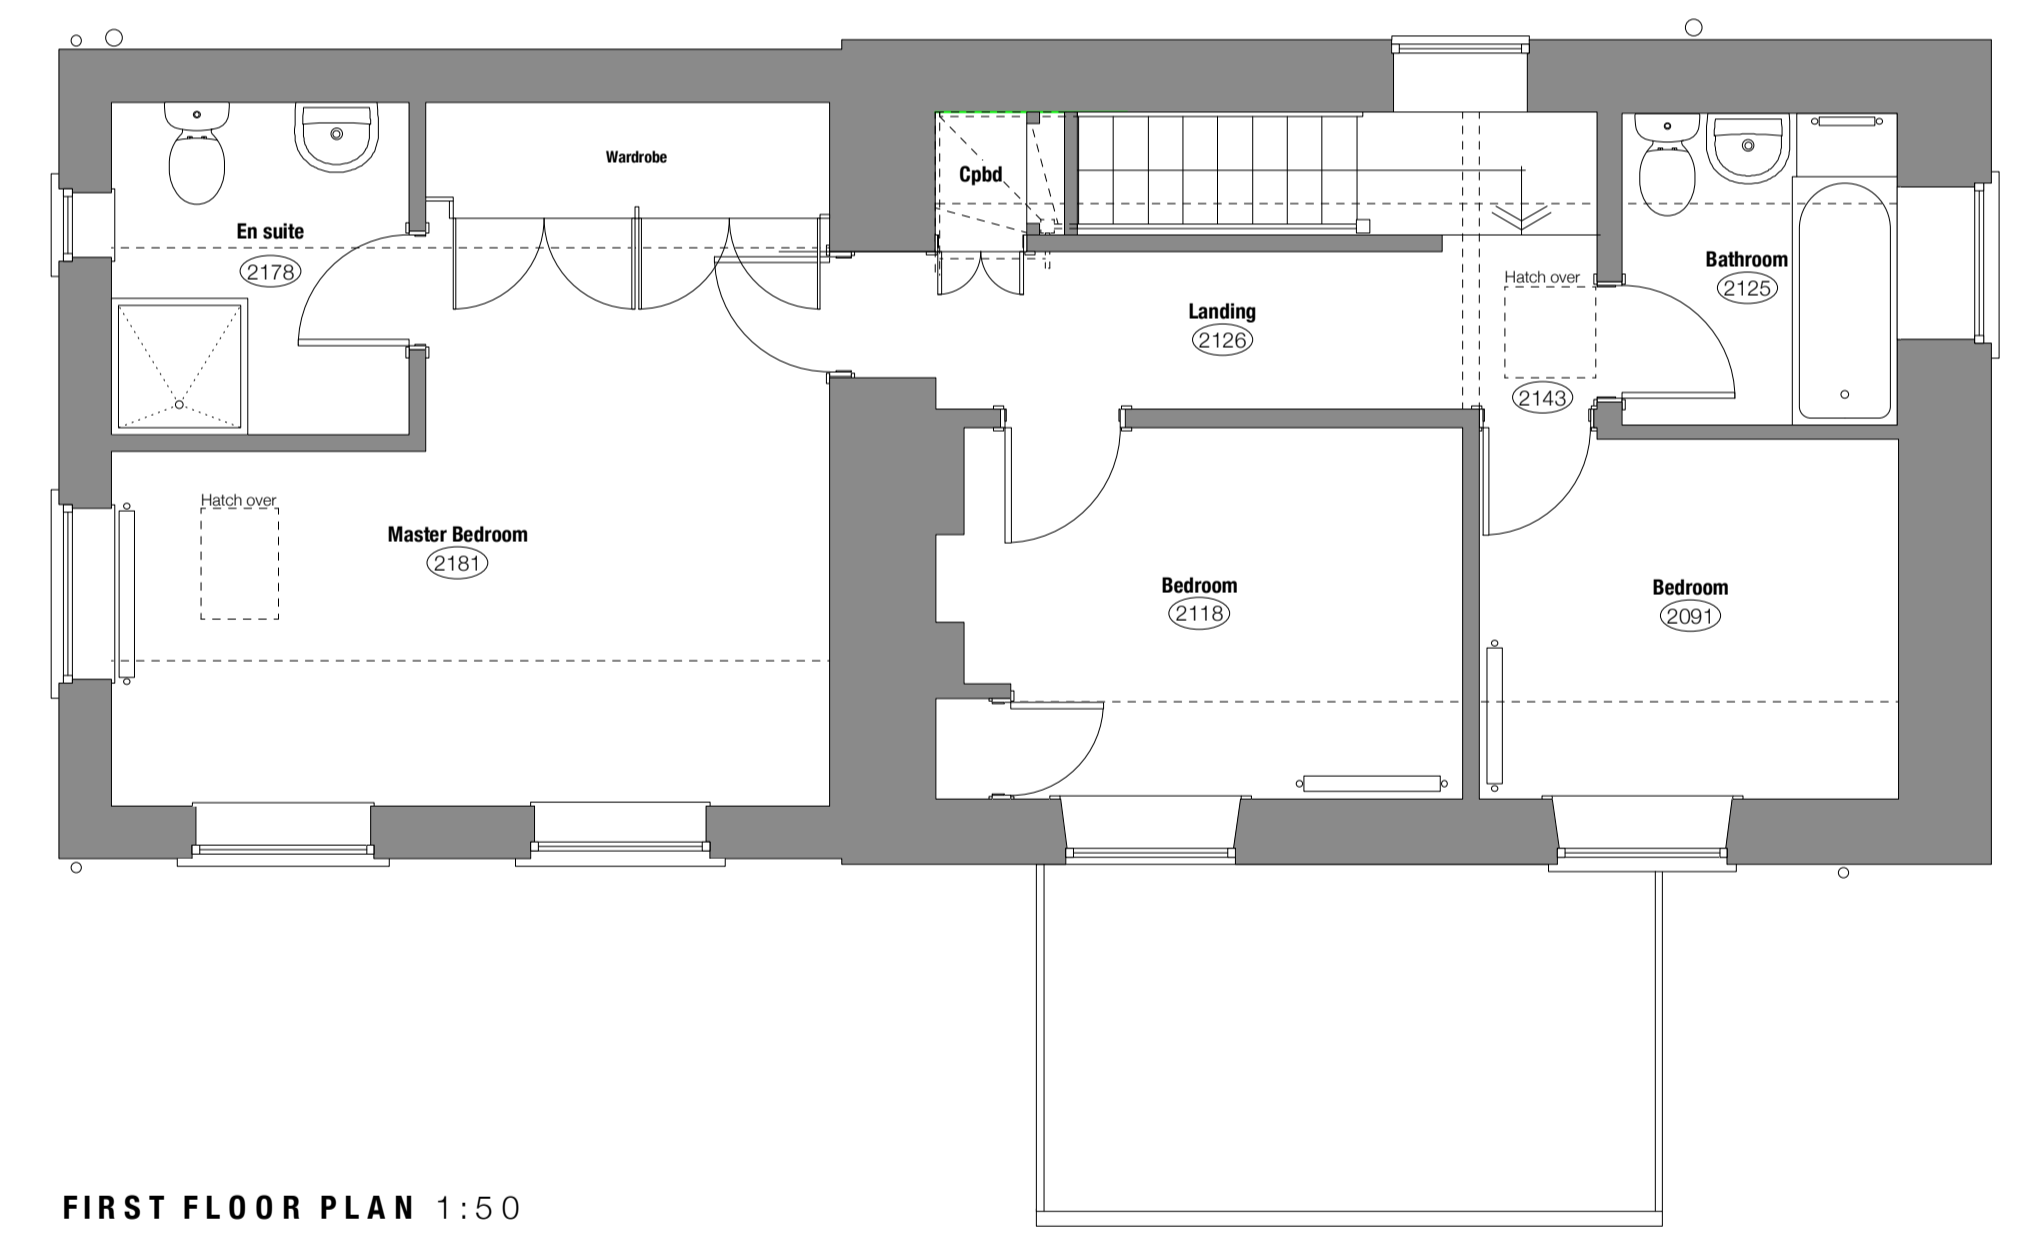 Wardrobe
Cpbd
En suite
2178
Bathroom
2125
Hatch over
Landing
2126
2143
Hatch over
Master Bedroom
2181
Bedroom
2118
Bedroom
2091
FIRST FLOOR PLAN 1:50